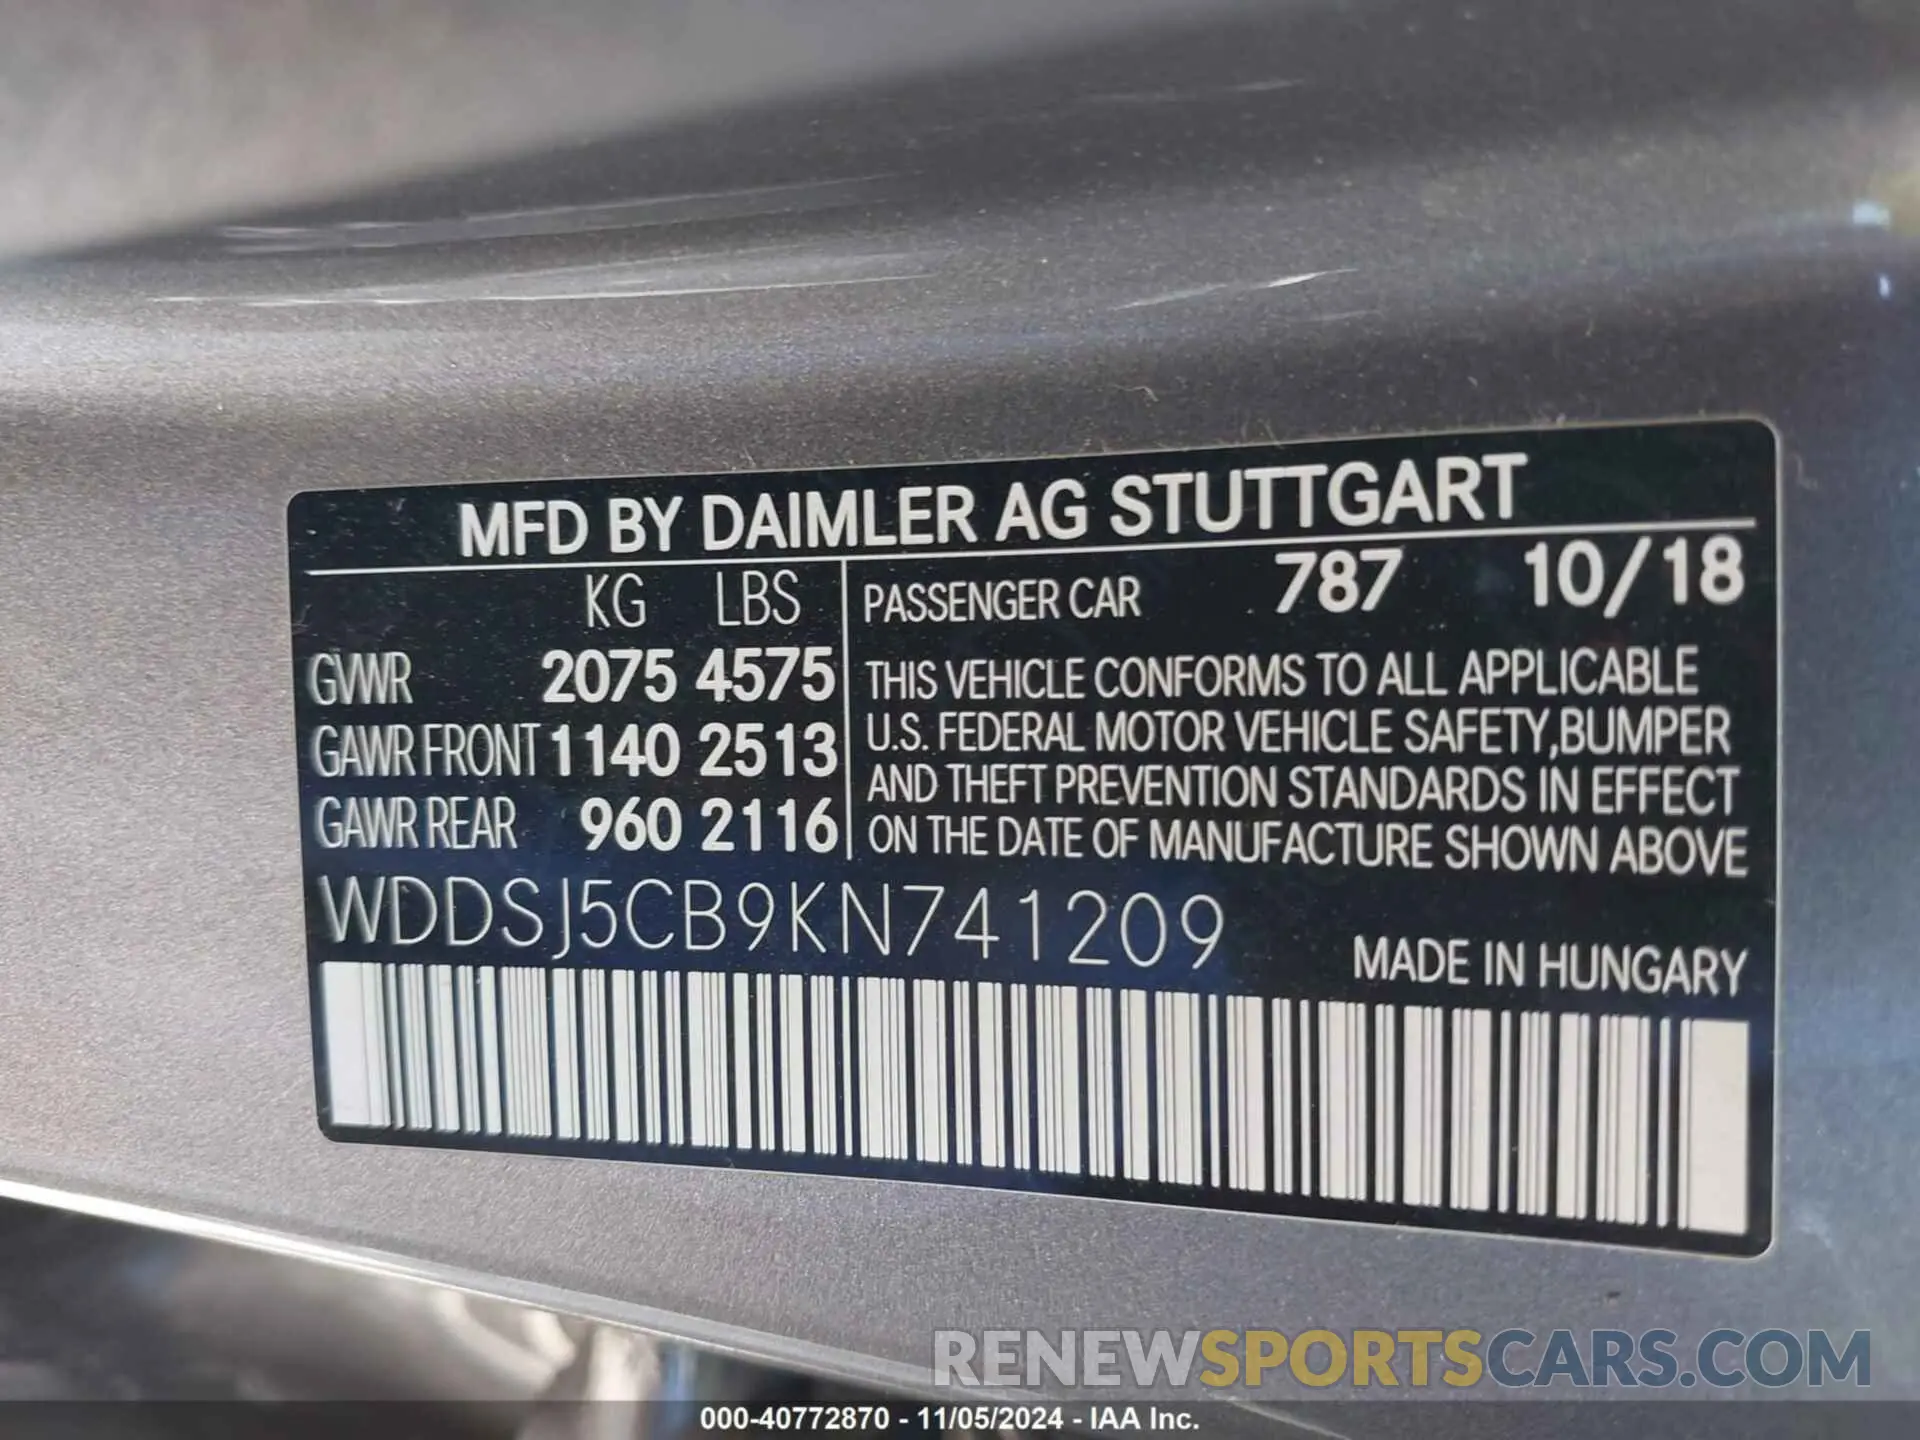 MFD BY DAIMLER AG STUTTGART
KG LBS
GVWR 2075 4575
GAWR FRONT 1140 2513
GAWR REAR 960 2116
PASSENGER CAR 787 10/18
THIS VEHICLE CONFORMS TO ALL APPLICABLE
U.S. FEDERAL MOTOR VEHICLE SAFETY,BUMPER
AND THEFT PREVENTION STANDARDS IN EFFECT
ON THE DATE OF MANUFACTURE SHOWN ABOVE
WDDSJ5CB9KN741209
MADE IN HUNGARY
RENEWSPORTSCARS.COM
000-40772870 - 11/05/2024 - IAA Inc.